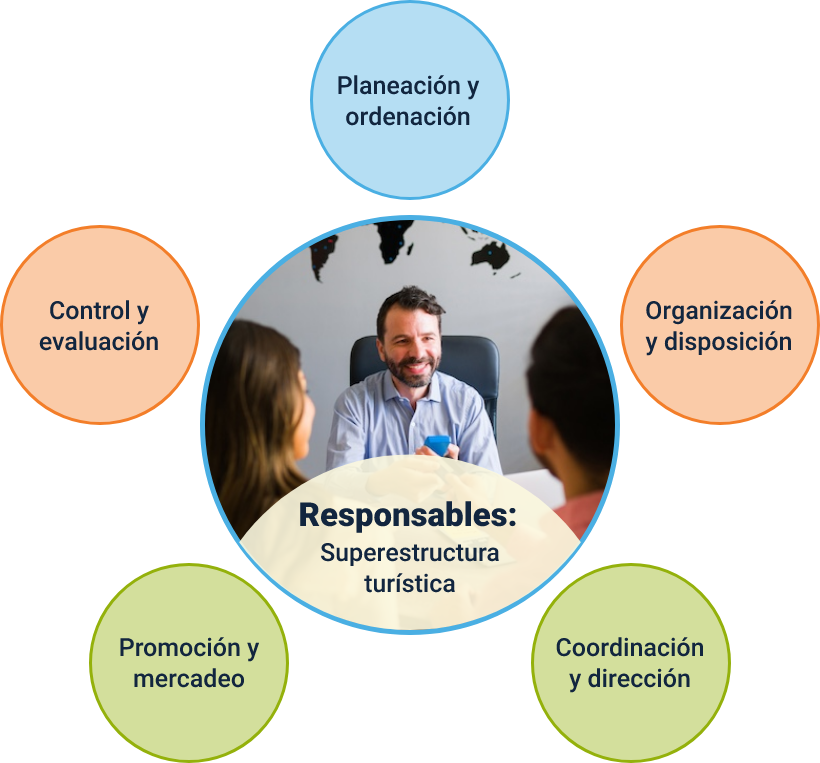 Planeación y
ordenación
Control y
evaluación
Organización
y disposición
Responsables:
Superestructura
turística
Promoción y
mercadeo
Coordinación
y dirección